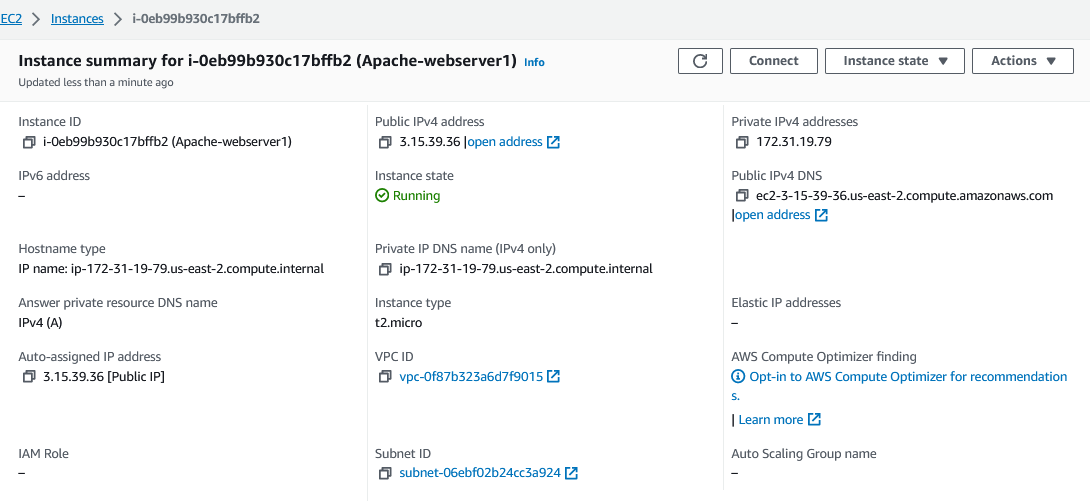 EC2 > Instances > i-0eb99b930c17bffb2
Instance summary for i-0eb99b930c17bffb2 (Apache-webserver1) Info
Updated less than a minute ago
Connect
Instance state
Actions
Instance ID
i-0eb99b930c17bffb2 (Apache-webserver1)
Public IPv4 address
3.15.39.36 |open address
Private IPv4 addresses
172.31.19.79
IPv6 address
–
Instance state
Running
Public IPv4 DNS
ec2-3-15-39-36.us-east-2.compute.amazonaws.com
|open address
Hostname type
IP name: ip-172-31-19-79.us-east-2.compute.internal
Private IP DNS name (IPv4 only)
ip-172-31-19-79.us-east-2.compute.internal
Answer private resource DNS name
IPv4 (A)
Instance type
t2.micro
Elastic IP addresses
–
Auto-assigned IP address
3.15.39.36 [Public IP]
VPC ID
vpc-0f87b323a6d7f9015
AWS Compute Optimizer finding
Opt-in to AWS Compute Optimizer for recommendation
s.
| Learn more
IAM Role
–
Subnet ID
subnet-06ebf02b24cc3a924
Auto Scaling Group name
–